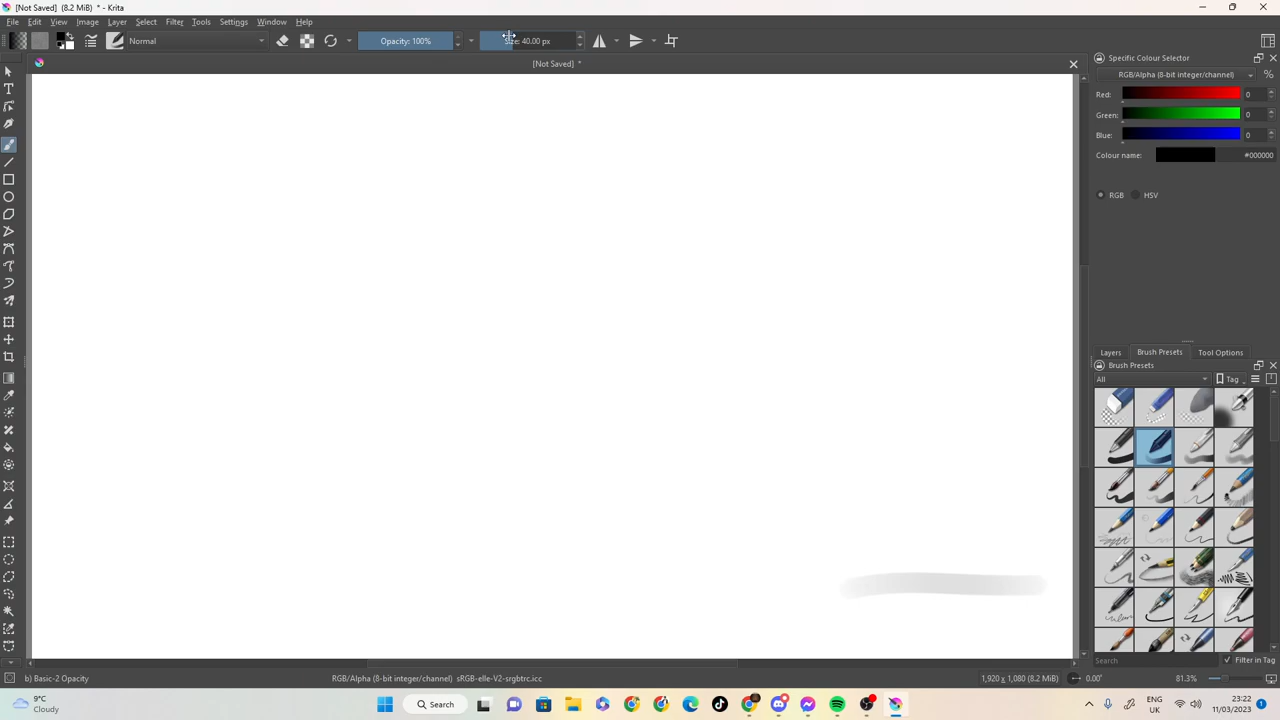 [Not Saved] (8.2 MiB) * - Krita
File Edit View Image Layer Select Filter Tools Settings Window Help
Normal
Opacity: 100%
Size: 40.00 px
[Not Saved] *
Specific Colour Selector
RGB/Alpha (8-bit integer/channel)
%
Red: 0
Green: 0
Blue: 0
Colour name: #000000
RGB HSV
Layers Brush Presets Tool Options
Brush Presets
All
Tag
Search
Filter in Tag
b) Basic-2 Opacity
RGB/Alpha (8-bit integer/channel) sRGB-elle-V2-srgbtrc.icc
1,920 x 1,080 (8.2 MiB)
0.00°
81.3%
9°C
Cloudy
Search
ENG
UK
23:22
11/03/2023
1